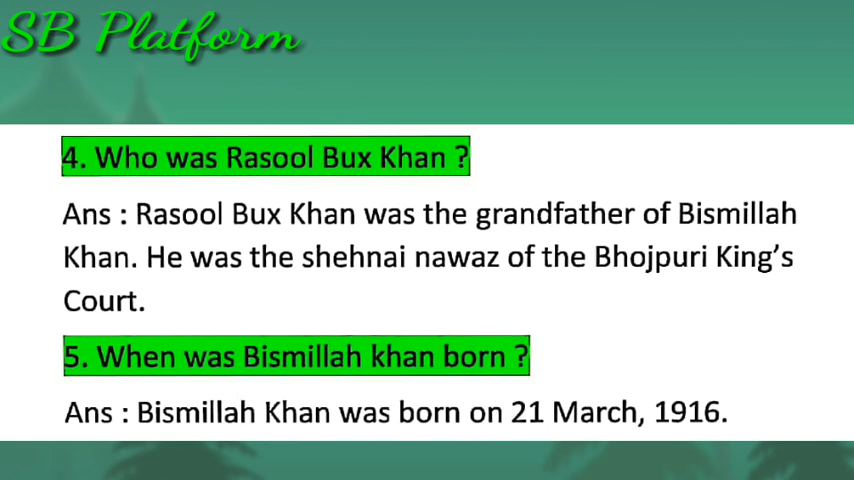 SB Platform
4. Who was Rasool Bux Khan ?
Ans : Rasool Bux Khan was the grandfather of Bismillah
Khan. He was the shehnai nawaz of the Bhojpuri King’s
Court.
5. When was Bismillah khan born ?
Ans : Bismillah Khan was born on 21 March, 1916.